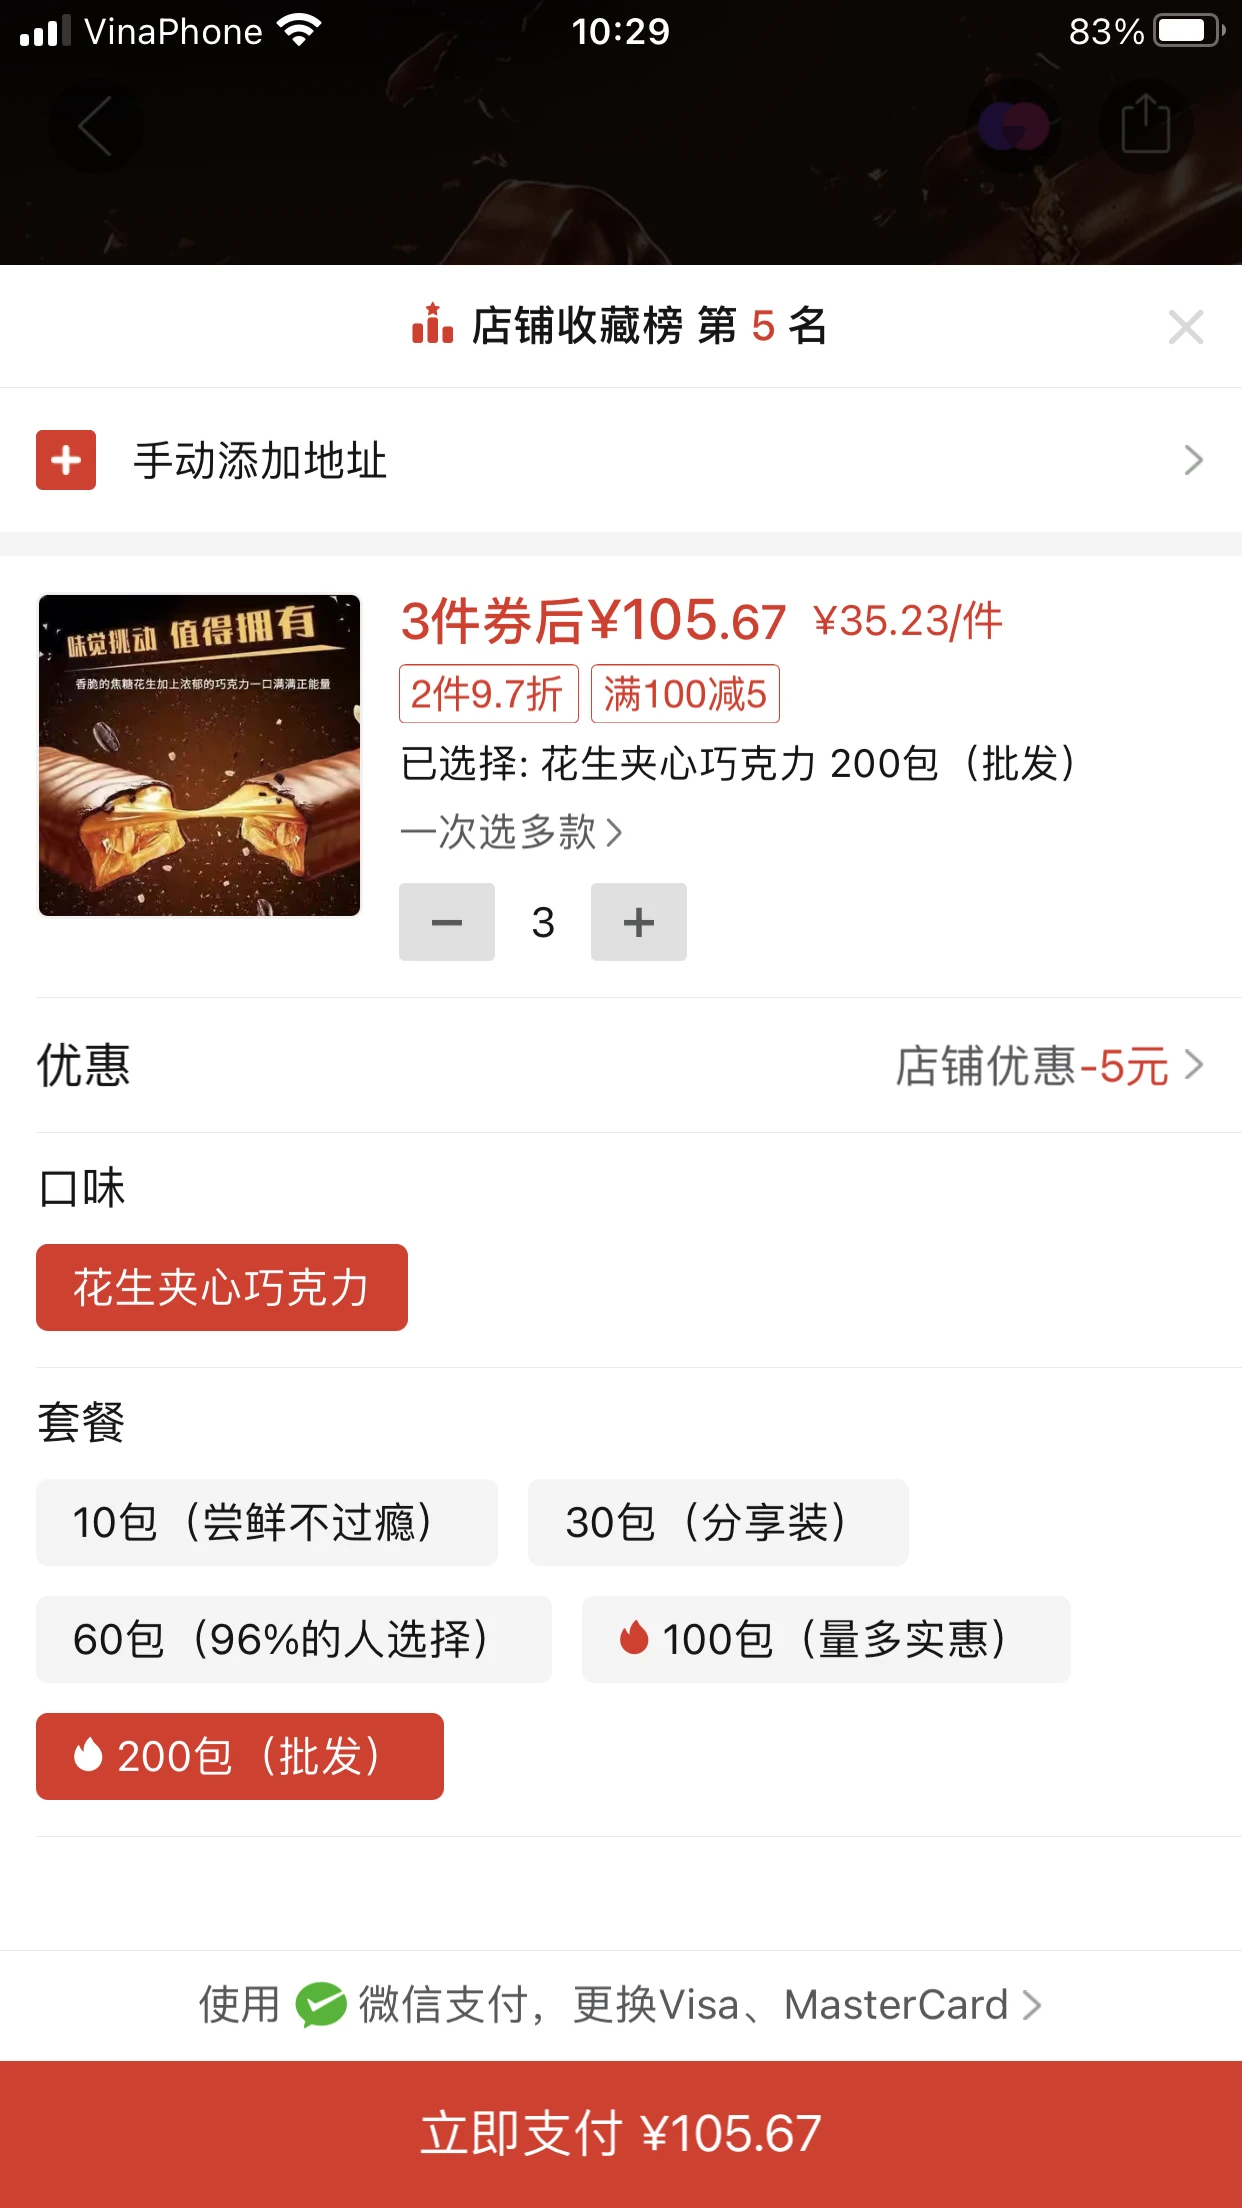 VinaPhone 10:29 83%
店铺收藏榜 第 5 名
手动添加地址
味觉挑动 值得拥有
香脆的焦糖花生加上浓郁的巧克力一口满满正能量
3件券后¥105.67 ¥35.23/件
2件9.7折 满100减5
已选择: 花生夹心巧克力 200包（批发）
一次选多款
3
优惠 店铺优惠-5元
口味
花生夹心巧克力
套餐
10包（尝鲜不过瘾） 30包（分享装）
60包（96%的人选择） 100包（量多实惠）
200包（批发）
使用 微信支付，更换Visa、MasterCard
立即支付 ¥105.67